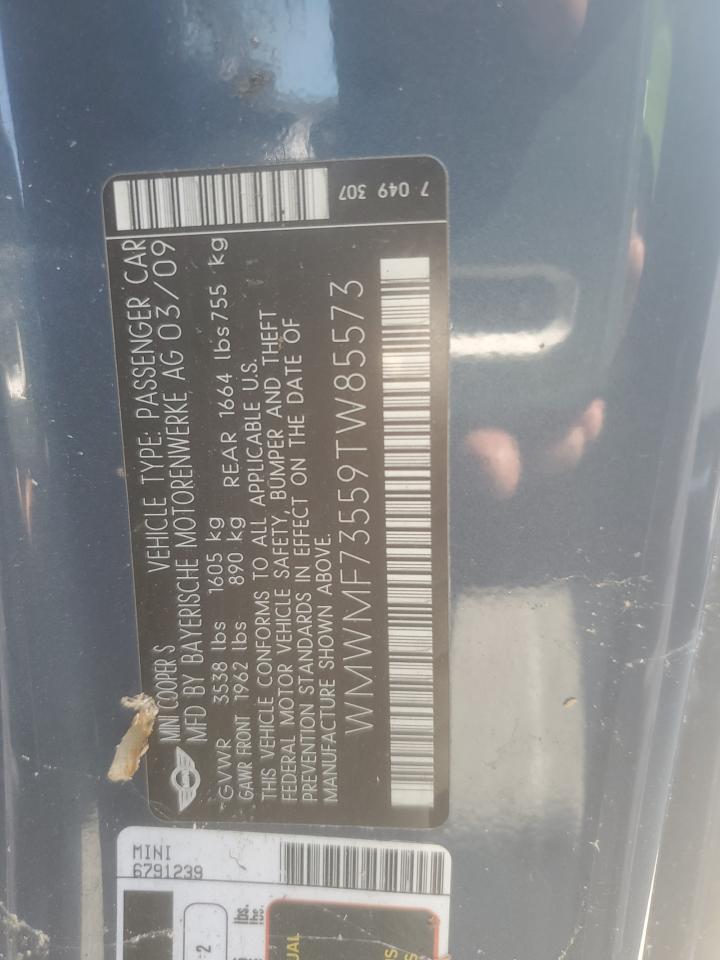 7 049 307
MINI COOPER S VEHICLE TYPE: PASSENGER CAR
MFD BY BAYERISCHE MOTORENWERKE AG 03/09
GVWR 3538 lbs 1605 kg
GAWR FRONT 1962 lbs 890 kg REAR 1664 lbs 755 kg
THIS VEHICLE CONFORMS TO ALL APPLICABLE U.S.
FEDERAL MOTOR VEHICLE SAFETY, BUMPER AND THEFT
PREVENTION STANDARDS IN EFFECT ON THE DATE OF
MANUFACTURE SHOWN ABOVE.
WMWMF73559TW85573
MINI
6791239
lbs.
lbs.